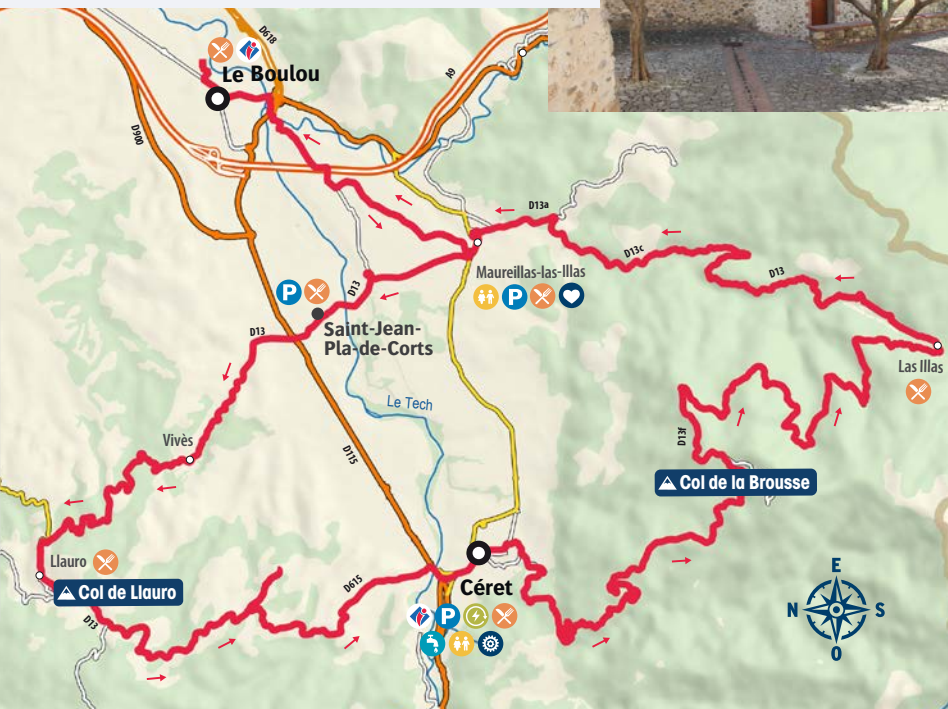 D618
Le Boulou
A9
D900
D13a
D13c
D13
Maureillas-las-Illas
P
D13
P
Saint-Jean-
Pla-de-Corts
D13
Las Illas
Le Tech
D13f
Vivès
D115
Col de la Brousse
Llauro
Col de Llauro
Céret
D615
P
D13
E
N
S
O